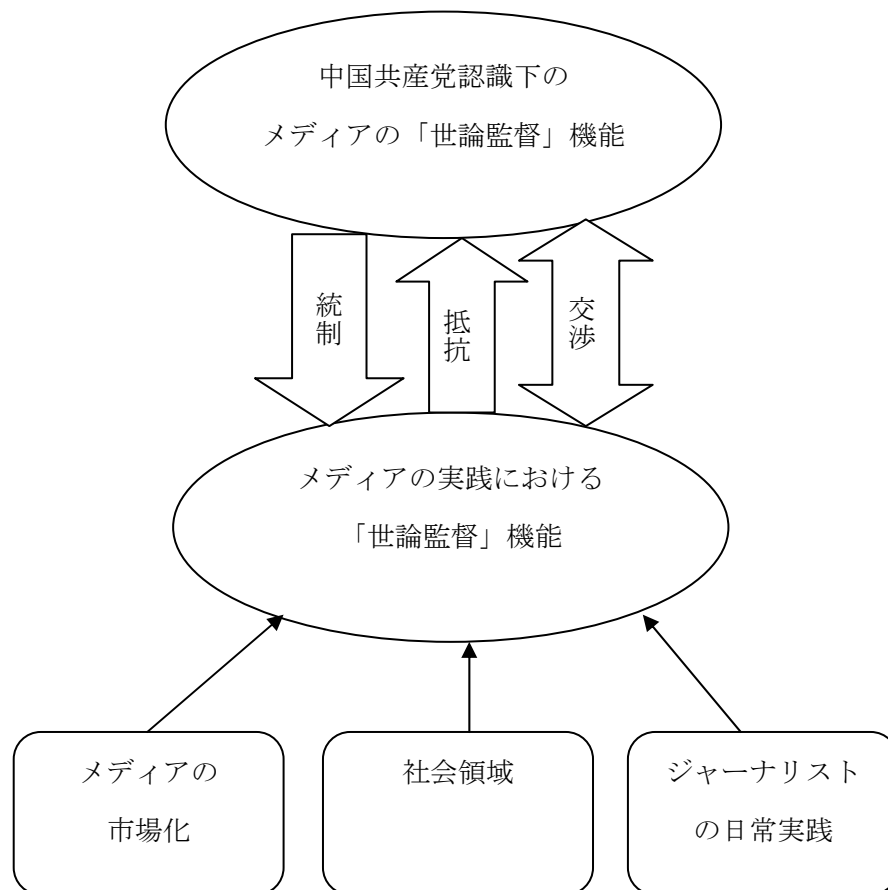 中国共産党認識下の
メディアの「世論監督」機能
統制
抵抗
交渉
メディアの実践における
「世論監督」機能
メディアの
市場化
社会領域
ジャーナリスト
の日常実践